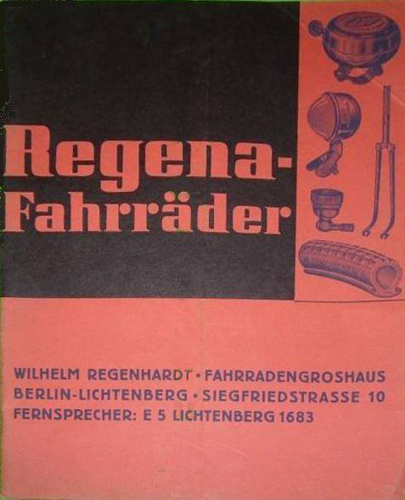 Regena-
Fahrräder
WILHELM REGENHARDT · FAHRRADENGROSHAUS
BERLIN-LICHTENBERG · SIEGFRIEDSTRASSE 10
FERNSPRECHER: E 5 LICHTENBERG 1683